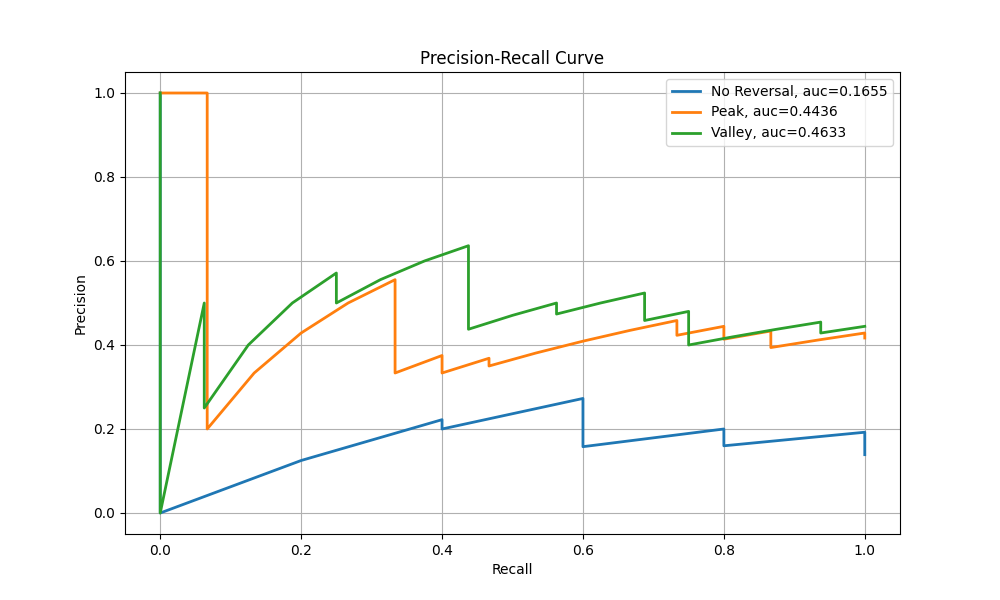 Precision-Recall Curve
No Reversal, auc=0.1655
Peak, auc=0.4436
Valley, auc=0.4633
Precision
1.0
0.8
0.6
0.4
0.2
0.0
0.0 0.2 0.4 0.6 0.8 1.0
Recall